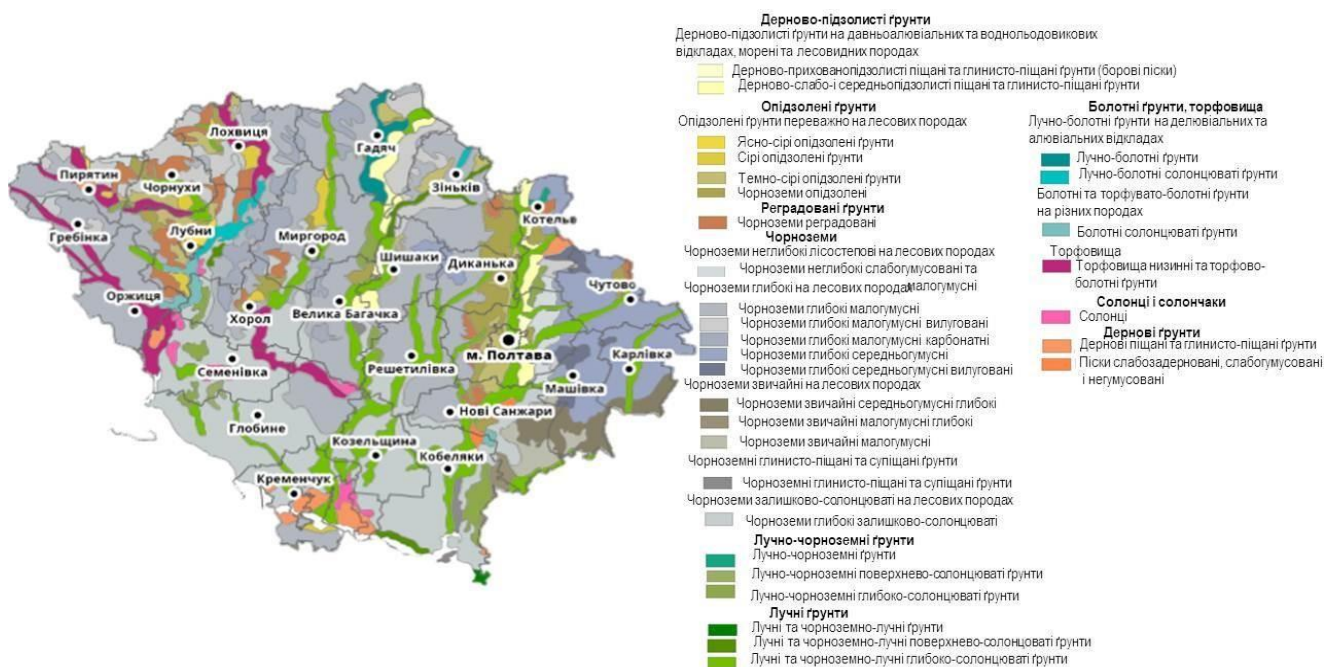 Лохвиця
Гадяч
Пирятин
Чорнухи
Зіньків
Котельве
Гребінка
Лубни
Миргород
Шишаки
Диканька
Чутово
Оржиця
Хорол
Велика Багачка
м. Полтава
Карлівка
Семенівка
Решетилівка
Машівка
Глобине
Нові Санжари
Козельщина
Кобеляки
Кременчук
Дерново-підзолисті ґрунти
Дерново-підзолисті ґрунти на давньоалювіальних та воднольодовикових
відкладах, морені та лесовидних породах
Дерново-прихованопідзолисті піщані та глинисто-піщані ґрунти (борові піски)
Дерново-слабо-і середньопідзолисті піщані та глинисто-піщані ґрунти
Опідзолені ґрунти
Опідзолені ґрунти переважно на лесових породах
Ясно-сірі опідзолені ґрунти
Сірі опідзолені ґрунти
Темно-сірі опідзолені ґрунти
Чорноземи опідзолені
Реградовані ґрунти
Чорноземи реградовані
Чорноземи
Чорноземи неглибокі лісостепові на лесових породах
Чорноземи неглибокі слабогумусовані та
малогумусні
Чорноземи глибокі на лесових породах
Чорноземи глибокі малогумусні
Чорноземи глибокі малогумусні вилуговані
Чорноземи глибокі малогумусні карбонатні
Чорноземи глибокі середньогумусні
Чорноземи глибокі середньогумусні вилуговані
Чорноземи звичайні на лесових породах
Чорноземи звичайні середньогумусні глибокі
Чорноземи звичайні малогумусні глибокі
Чорноземи звичайні малогумусні
Чорноземні глинисто-піщані та супіщані ґрунти
Чорноземні глинисто-піщані та супіщані ґрунти
Чорноземи залишково-солонцюваті на лесових породах
Чорноземи глибокі залишково-солонцюваті
Лучно-чорноземні ґрунти
Лучно-чорноземні ґрунти
Лучно-чорноземні поверхнево-солонцюваті ґрунти
Лучно-чорноземні глибоко-солонцюваті ґрунти
Лучні ґрунти
Лучні та чорноземно-лучні ґрунти
Лучні та чорноземно-лучні поверхнево-солонцоваті ґрунти
Лучні та чорноземно-лучні глибоко-солонцюваті ґрунти
Болотні ґрунти, торфовища
Лучно-болотні ґрунти на делювіальних та
алювіальних відкладах
Лучно-болотні ґрунти
Лучно-болотні солонцюваті ґрунти
Болотні та торфувато-болотні ґрунти
на різних породах
Болотні солонцюваті ґрунти
Торфовища
Торфовища низинні та торфово-
болотні ґрунти
Солонці і солончаки
Солонці
Дернові ґрунти
Дернові піщані та глинисто-піщані ґрунти
Піски слабозадерновані, слабогумусовані
і негумусовані